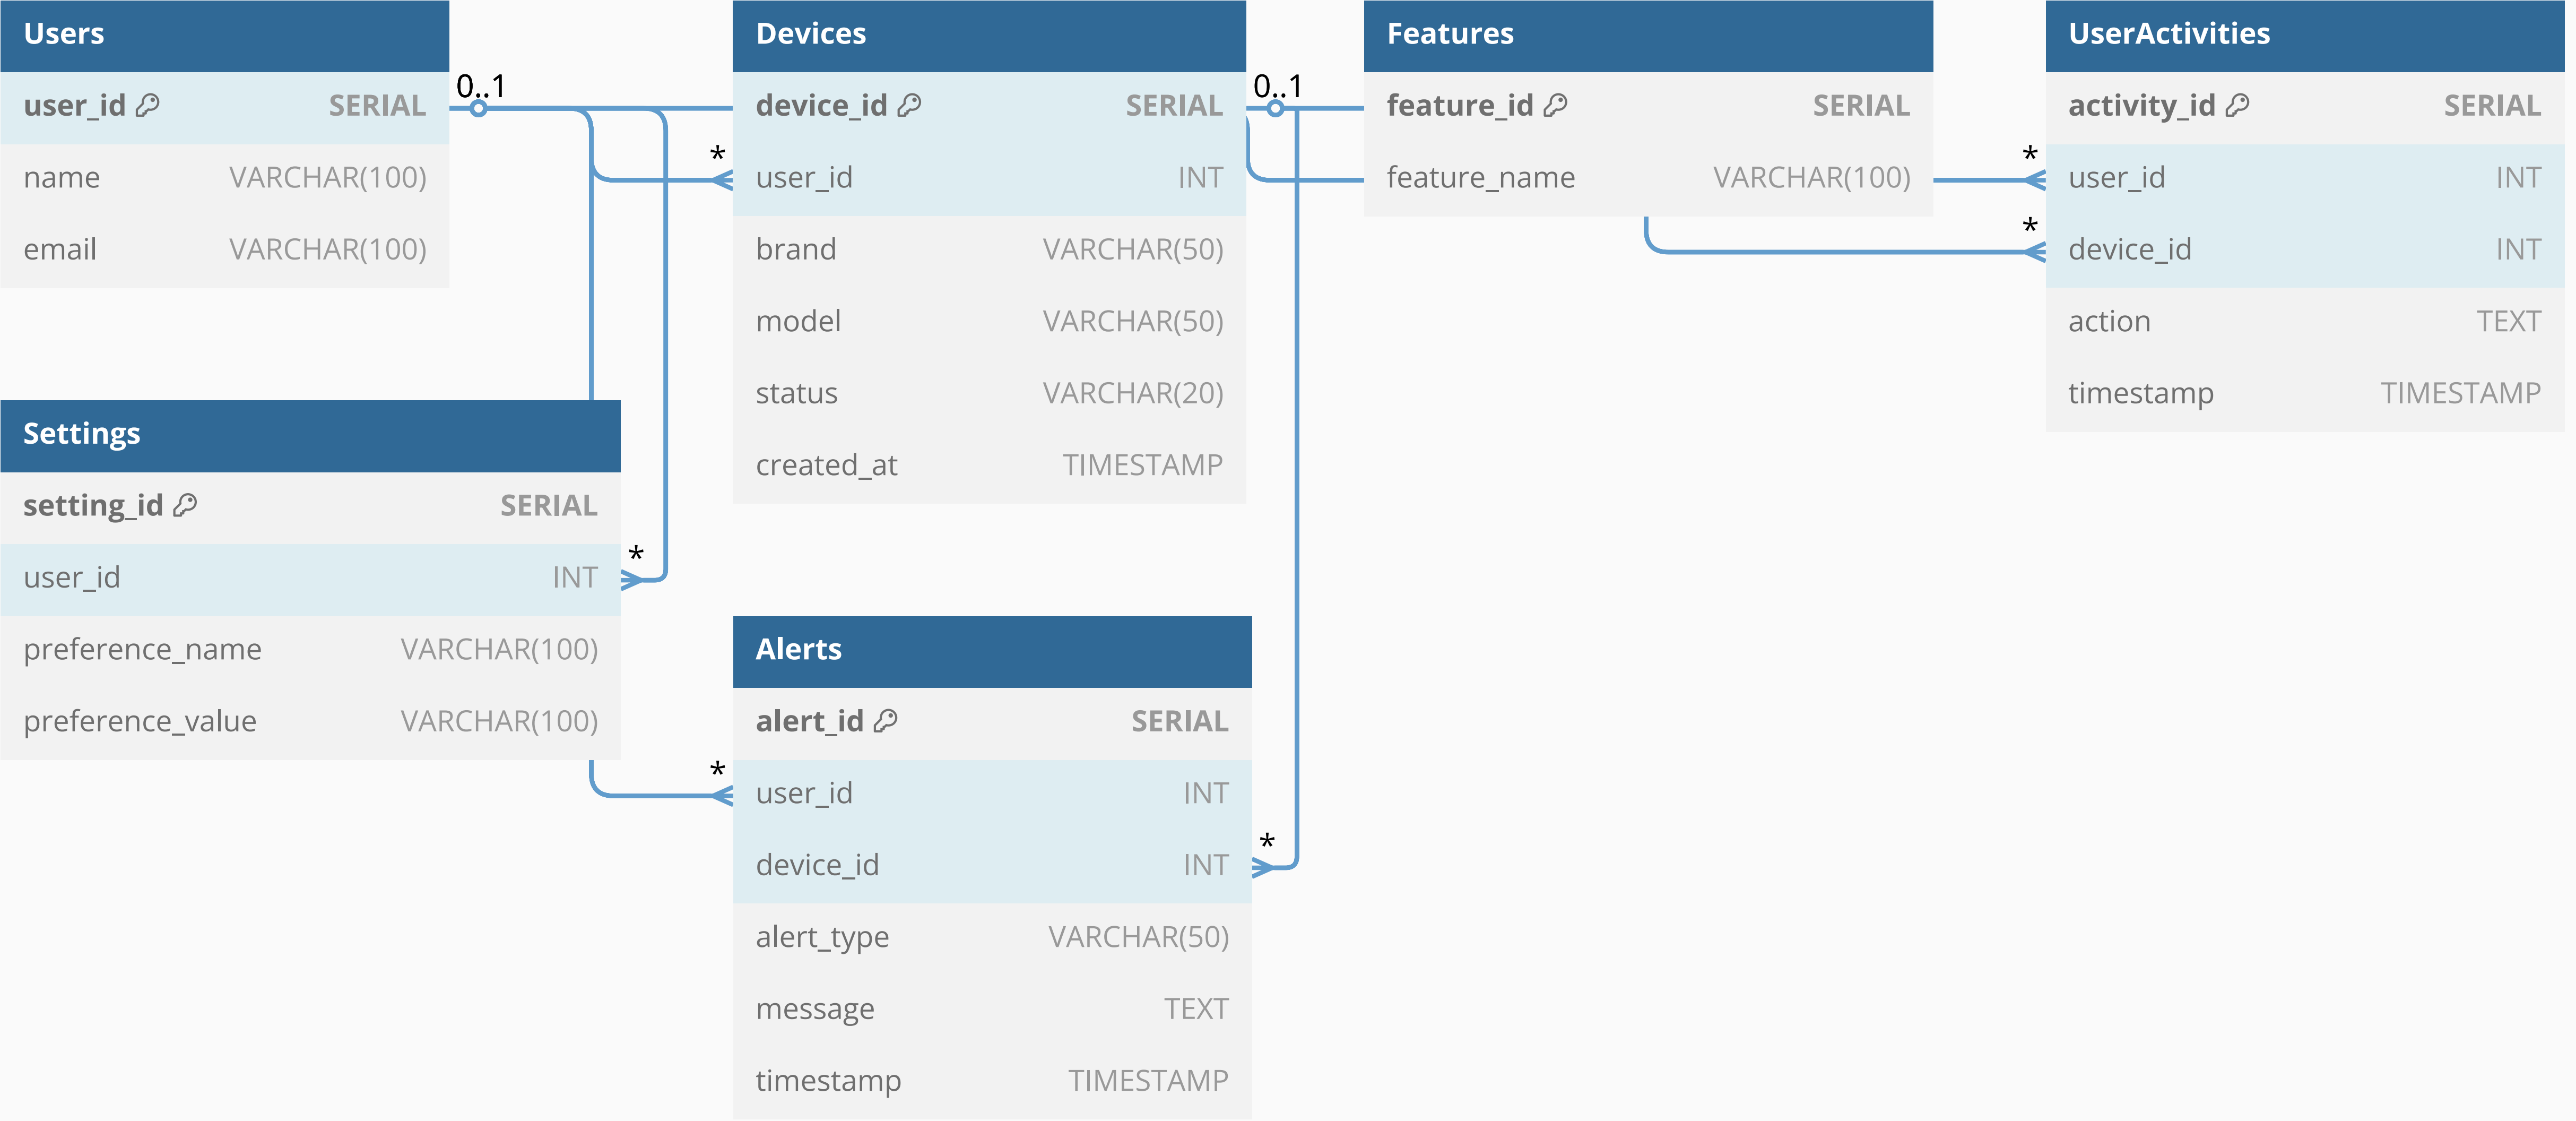 Users
user_id SERIAL
name VARCHAR(100)
email VARCHAR(100)
0..1
Devices
device_id SERIAL
* user_id INT
brand VARCHAR(50)
model VARCHAR(50)
status VARCHAR(20)
created_at TIMESTAMP
0..1
Features
feature_id SERIAL
feature_name VARCHAR(100)
UserActivities
activity_id SERIAL
* user_id INT
* device_id INT
action TEXT
timestamp TIMESTAMP
Settings
setting_id SERIAL
user_id INT *
preference_name VARCHAR(100)
preference_value VARCHAR(100)
Alerts
alert_id SERIAL
* user_id INT
device_id INT *
alert_type VARCHAR(50)
message TEXT
timestamp TIMESTAMP